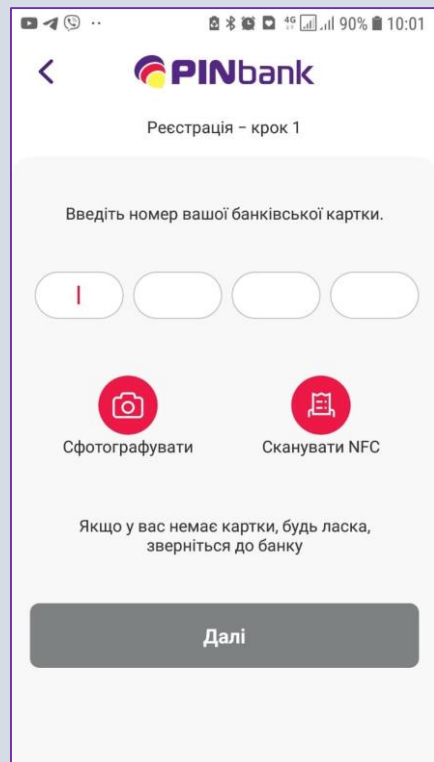 4G 90% 10:01
PINbank
Реєстрація – крок 1
Введіть номер вашої банківської картки.
Сфотографувати Сканувати NFC
Якщо у вас немає картки, будь ласка,
зверніться до банку
Далі